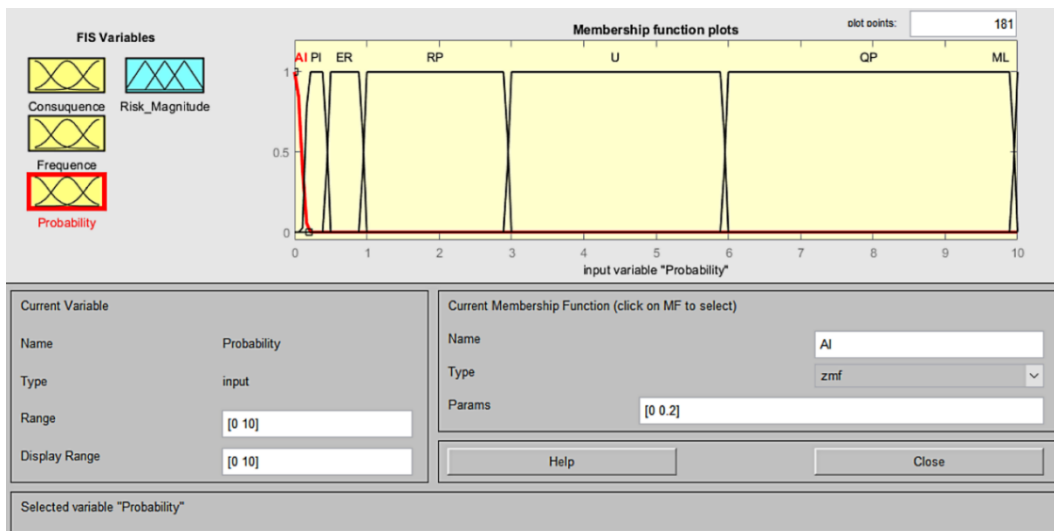 FIS Variables
Membership function plots
plot points:
181
Consuquence
Risk_Magnitude
Frequence
Probability
AI PI ER RP U QP ML
1
0.5
0
0 1 2 3 4 5 6 7 8 9 10
input variable "Probability"
Current Variable
Name Probability
Type input
Range [0 10]
Display Range [0 10]
Current Membership Function (click on MF to select)
Name AI
Type zmf
Params [0 0.2]
Help Close
Selected variable "Probability"